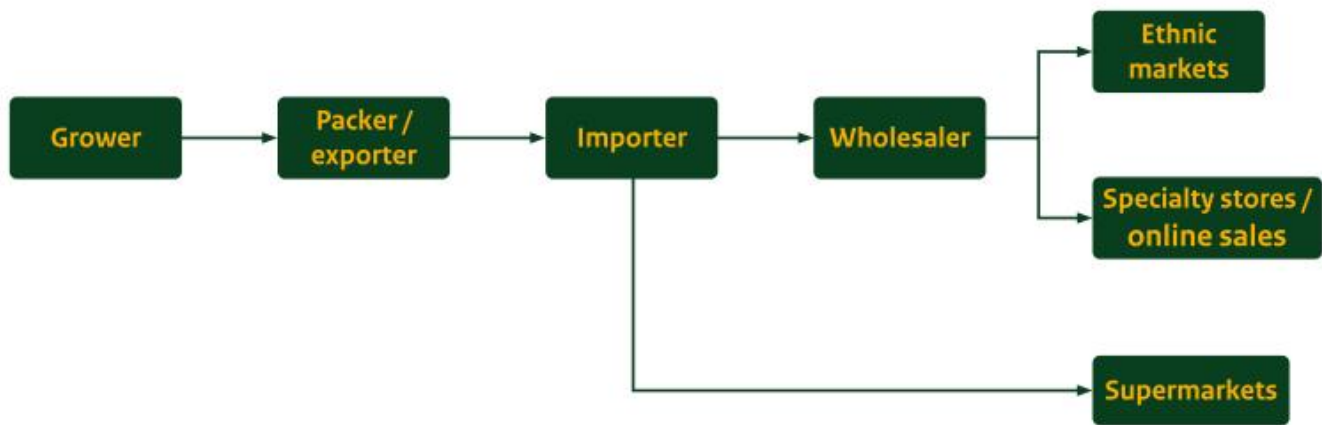 Grower
Packer /
exporter
Importer
Wholesaler
Ethnic
markets
Specialty stores /
online sales
Supermarkets